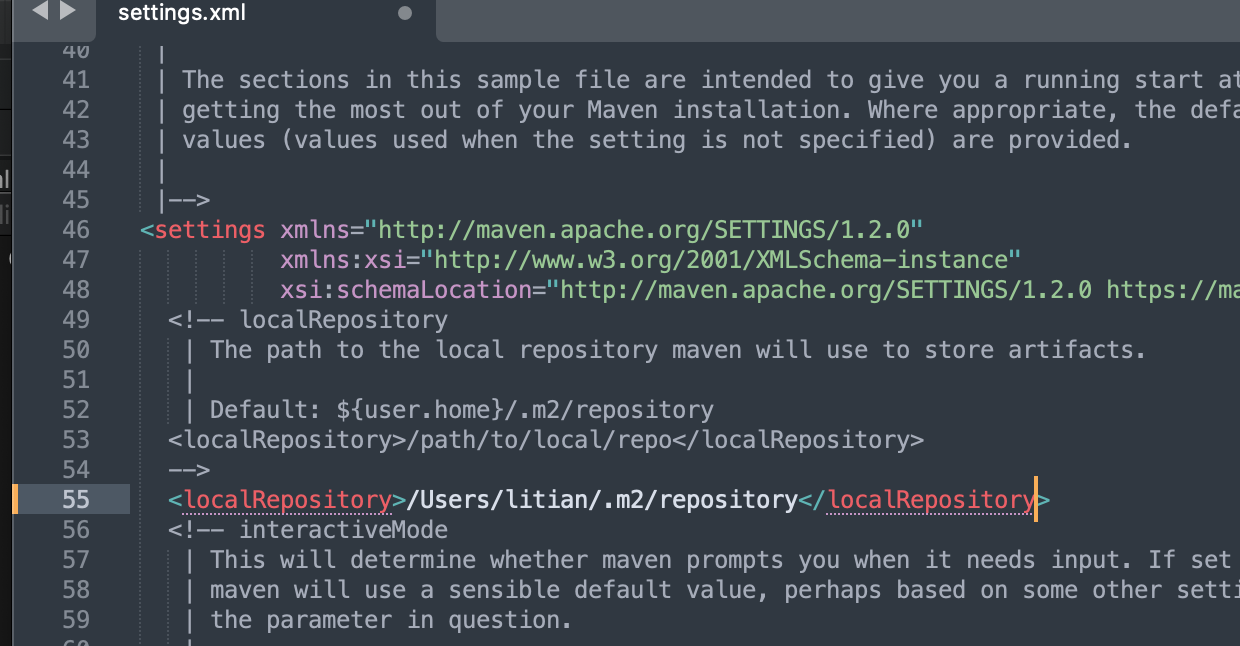 settings.xml
40 |
41 | The sections in this sample file are intended to give you a running start at
42 | getting the most out of your Maven installation. Where appropriate, the defa
43 | values (values used when the setting is not specified) are provided.
44 |
45 |-->
46 <settings xmlns="http://maven.apache.org/SETTINGS/1.2.0"
47 xmlns:xsi="http://www.w3.org/2001/XMLSchema-instance"
48 xsi:schemaLocation="http://maven.apache.org/SETTINGS/1.2.0 https://ma
49 <!-- localRepository
50 | The path to the local repository maven will use to store artifacts.
51 |
52 | Default: ${user.home}/.m2/repository
53 <localRepository>/path/to/local/repo</localRepository>
54 -->
55 <localRepository>/Users/litian/.m2/repository</localRepository>
56 <!-- interactiveMode
57 | This will determine whether maven prompts you when it needs input. If set
58 | maven will use a sensible default value, perhaps based on some other setti
59 | the parameter in question.
60 |